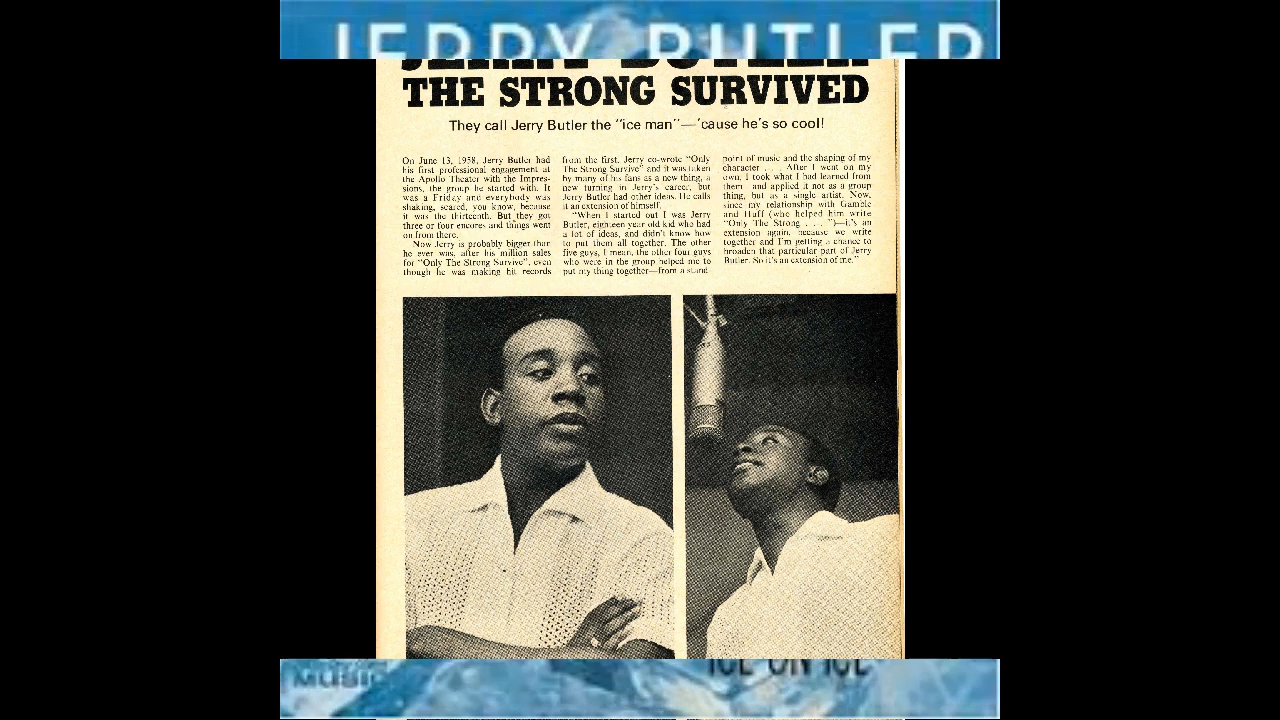 JERRY BUTLER
JERRY BUTLER
THE STRONG SURVIVED
They call Jerry Butler the "ice man"—'cause he's so cool!
On June 13, 1958, Jerry Butler had
his first professional engagement at
the Apollo Theater with the Impres-
sions, the group he started with. It
was a Friday and everybody was
shaking, scared, you know, because
it was the thirteenth. But they got
three or four encores and things went
on from there.
Now Jerry is probably bigger than
he ever was, after his million sales
for "Only The Strong Survive", even
though he was making hit records
from the first. Jerry co-wrote "Only
The Strong Survive" and it was taken
by many of his fans as a new thing, a
new turning in Jerry's career, but
Jerry Butler had other ideas. He calls
it an extension of himself.
"When I started out I was Jerry
Butler, eighteen year old kid who had
a lot of ideas, and didn't know how
to put them all together. The other
five guys, I mean, the other four guys
who were in the group helped me to
put my thing together—from a stand-
point of music and the shaping of my
character . . . After I went on my
own, I took what I had learned from
them and applied it not as a group
thing, but as a single artist. Now,
since my relationship with Gamble
and Huff (who helped him write
"Only The Strong . . . ")—it's an
extension again, because we write
together and I'm getting a chance to
broaden that particular part of Jerry
Butler. So it's an extension of me."
MUSIC
ICE ON ICE